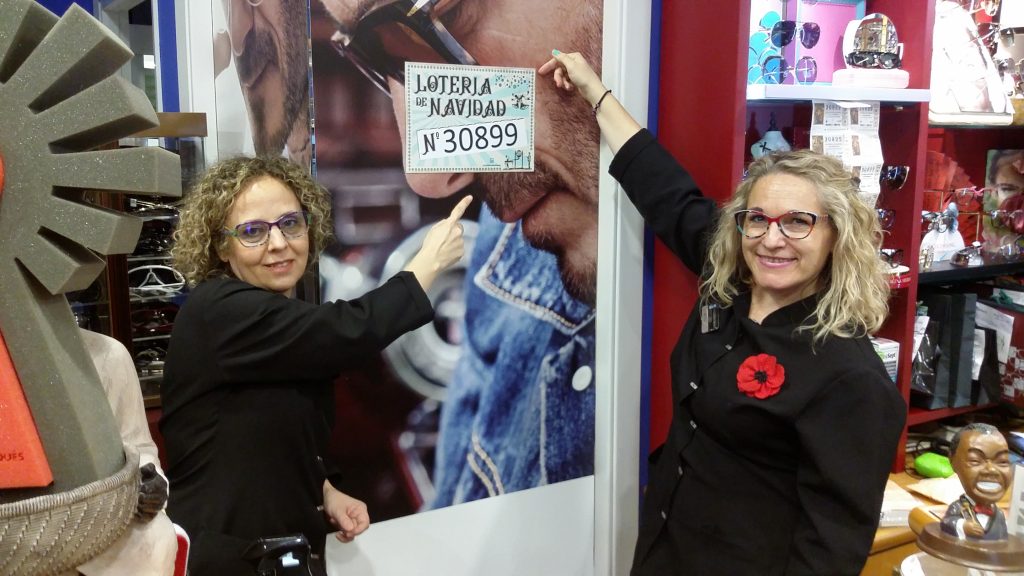 LOTERIA
DE NAVIDAD
Nº 30899